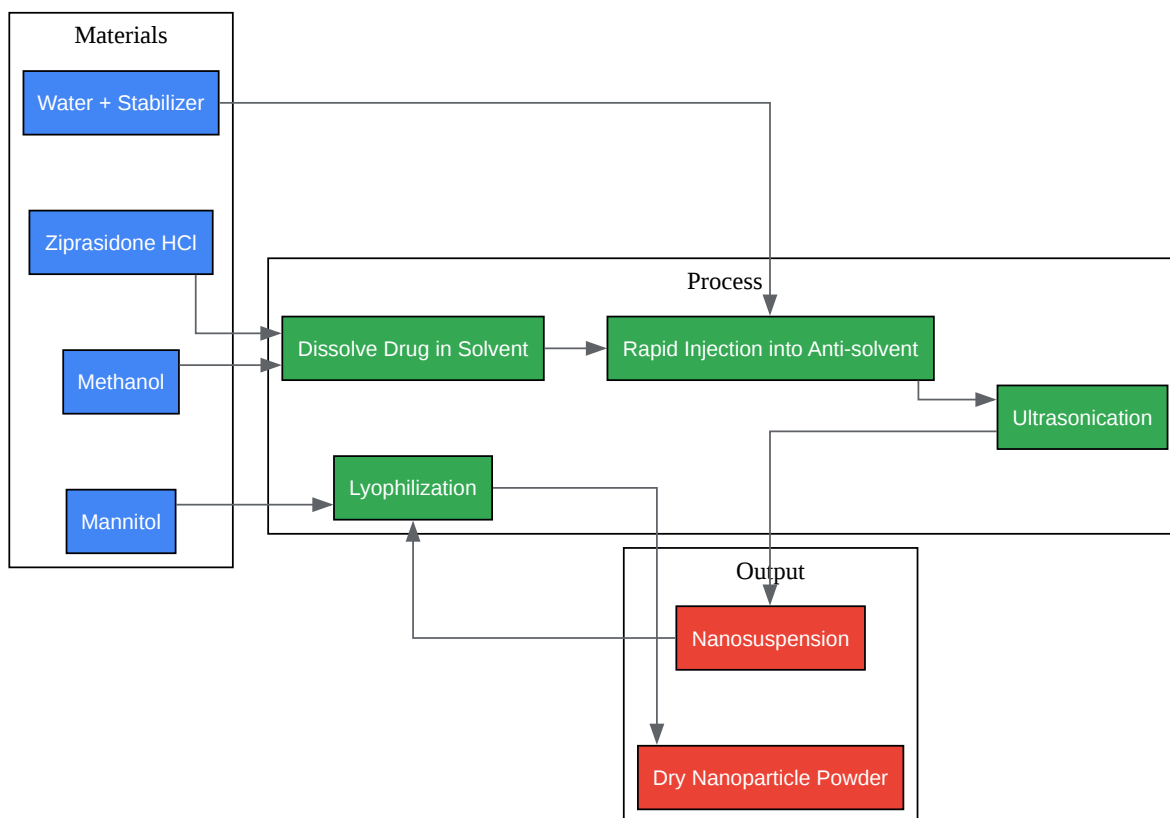 Materials
Water + Stabilizer
Ziprasidone HCl
Methanol
Mannitol
Process
Dissolve Drug in Solvent
Rapid Injection into Anti-solvent
Ultrasonication
Lyophilization
Output
Nanosuspension
Dry Nanoparticle Powder